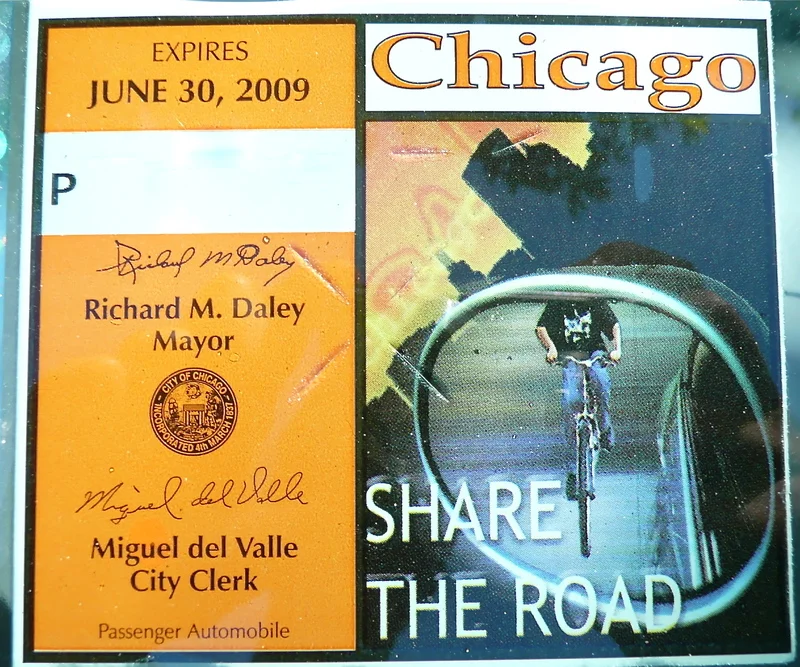 EXPIRES
JUNE 30, 2009
P
Richard M Daley
Richard M. Daley
Mayor
CITY OF CHICAGO
INCORPORATED 4th MARCH 1837
Miguel del Valle
Miguel del Valle
City Clerk
Passenger Automobile
Chicago
SHARE
THE ROAD